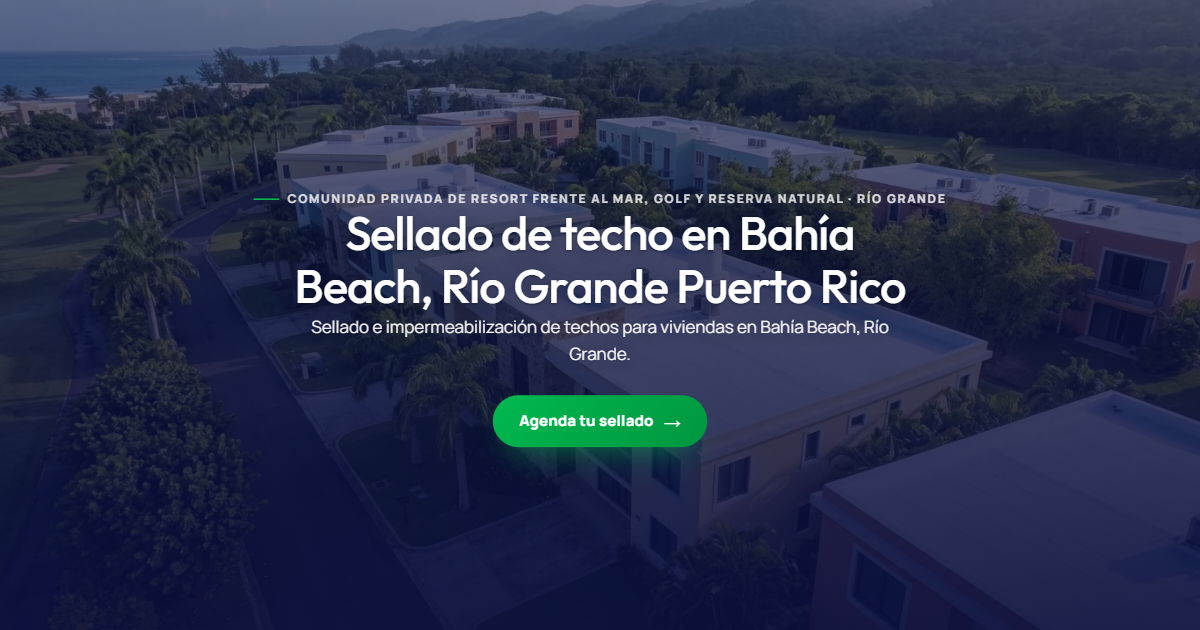 COMUNIDAD PRIVADA DE RESORT FRENTE AL MAR, GOLF Y RESERVA NATURAL · RÍO GRANDE
Sellado de techo en Bahía
Beach, Río Grande Puerto Rico
Sellado e impermeabilización de techos para viviendas en Bahía Beach, Río
Grande.
Agenda tu sellado →